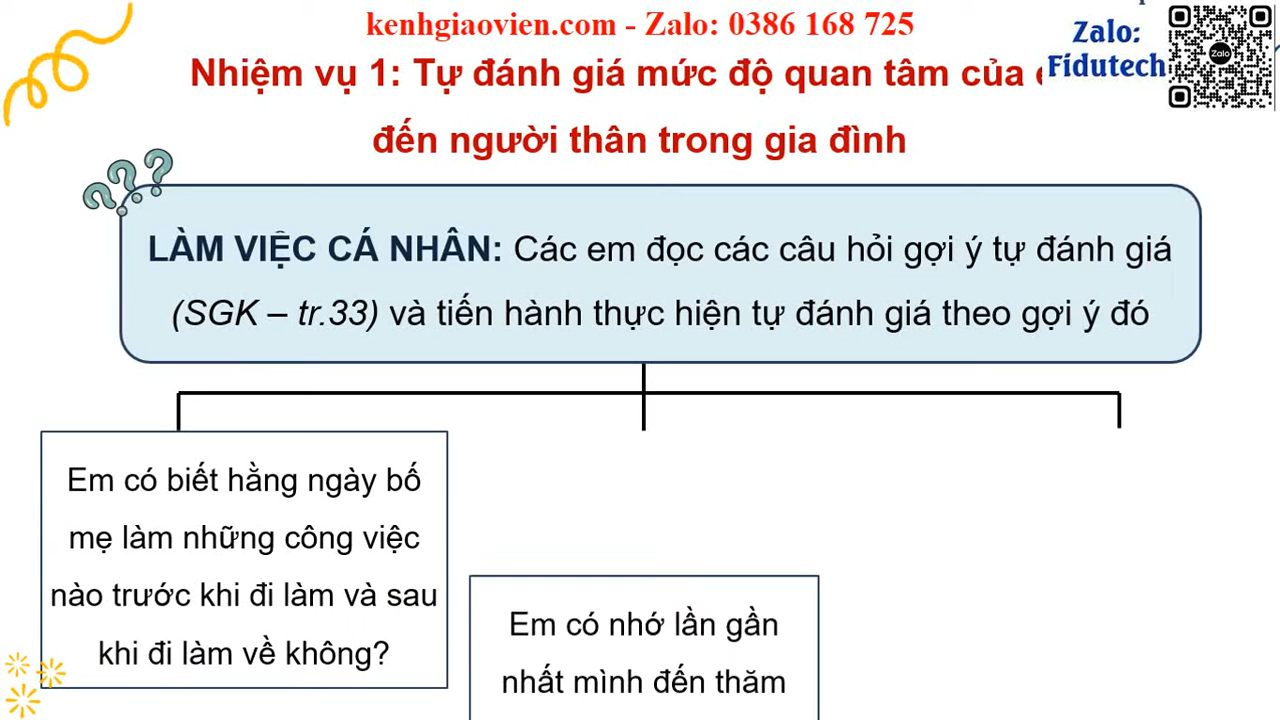 kenhgiaovien.com - Zalo: 0386 168 725
Zalo:
Fidutech
Zalo
Nhiệm vụ 1: Tự đánh giá mức độ quan tâm của
đến người thân trong gia đình
LÀM VIỆC CÁ NHÂN: Các em đọc các câu hỏi gợi ý tự đánh giá
(SGK – tr.33) và tiến hành thực hiện tự đánh giá theo gợi ý đó
Em có biết hằng ngày bố
mẹ làm những công việc
nào trước khi đi làm và sau
khi đi làm về không?
Em có nhớ lần gần
nhất mình đến thăm